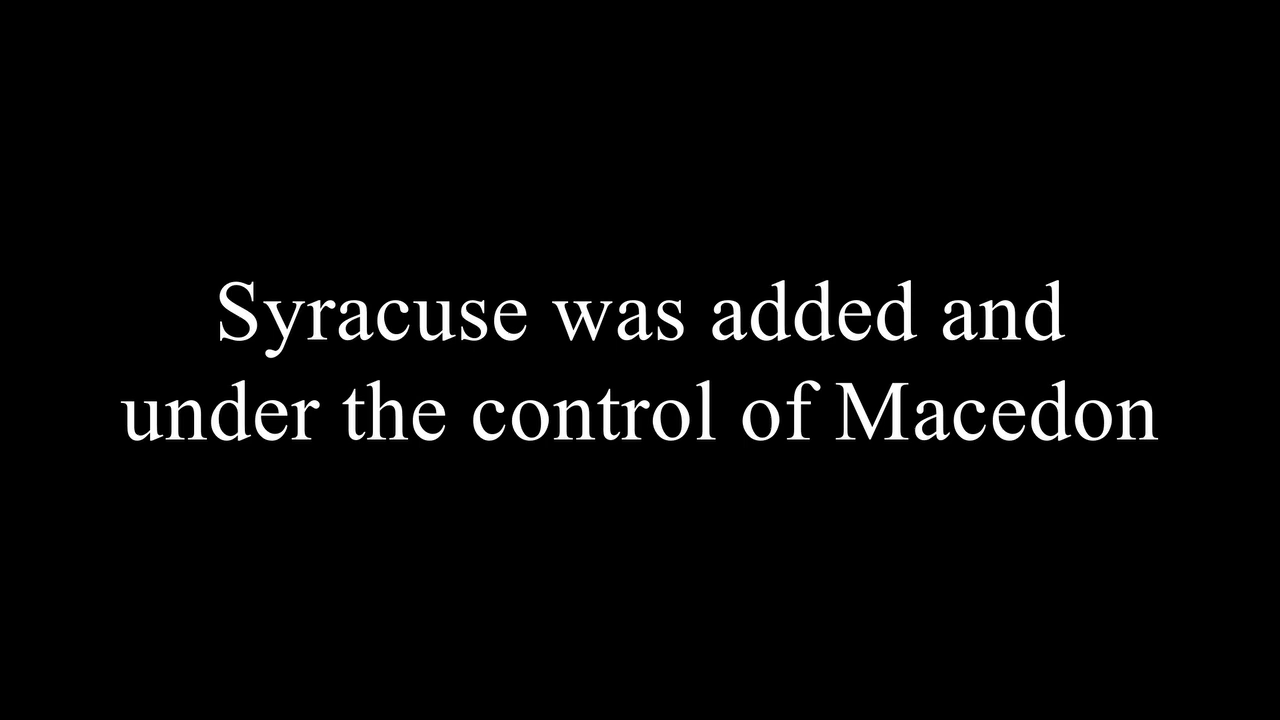 Syracuse was added and
under the control of Macedon